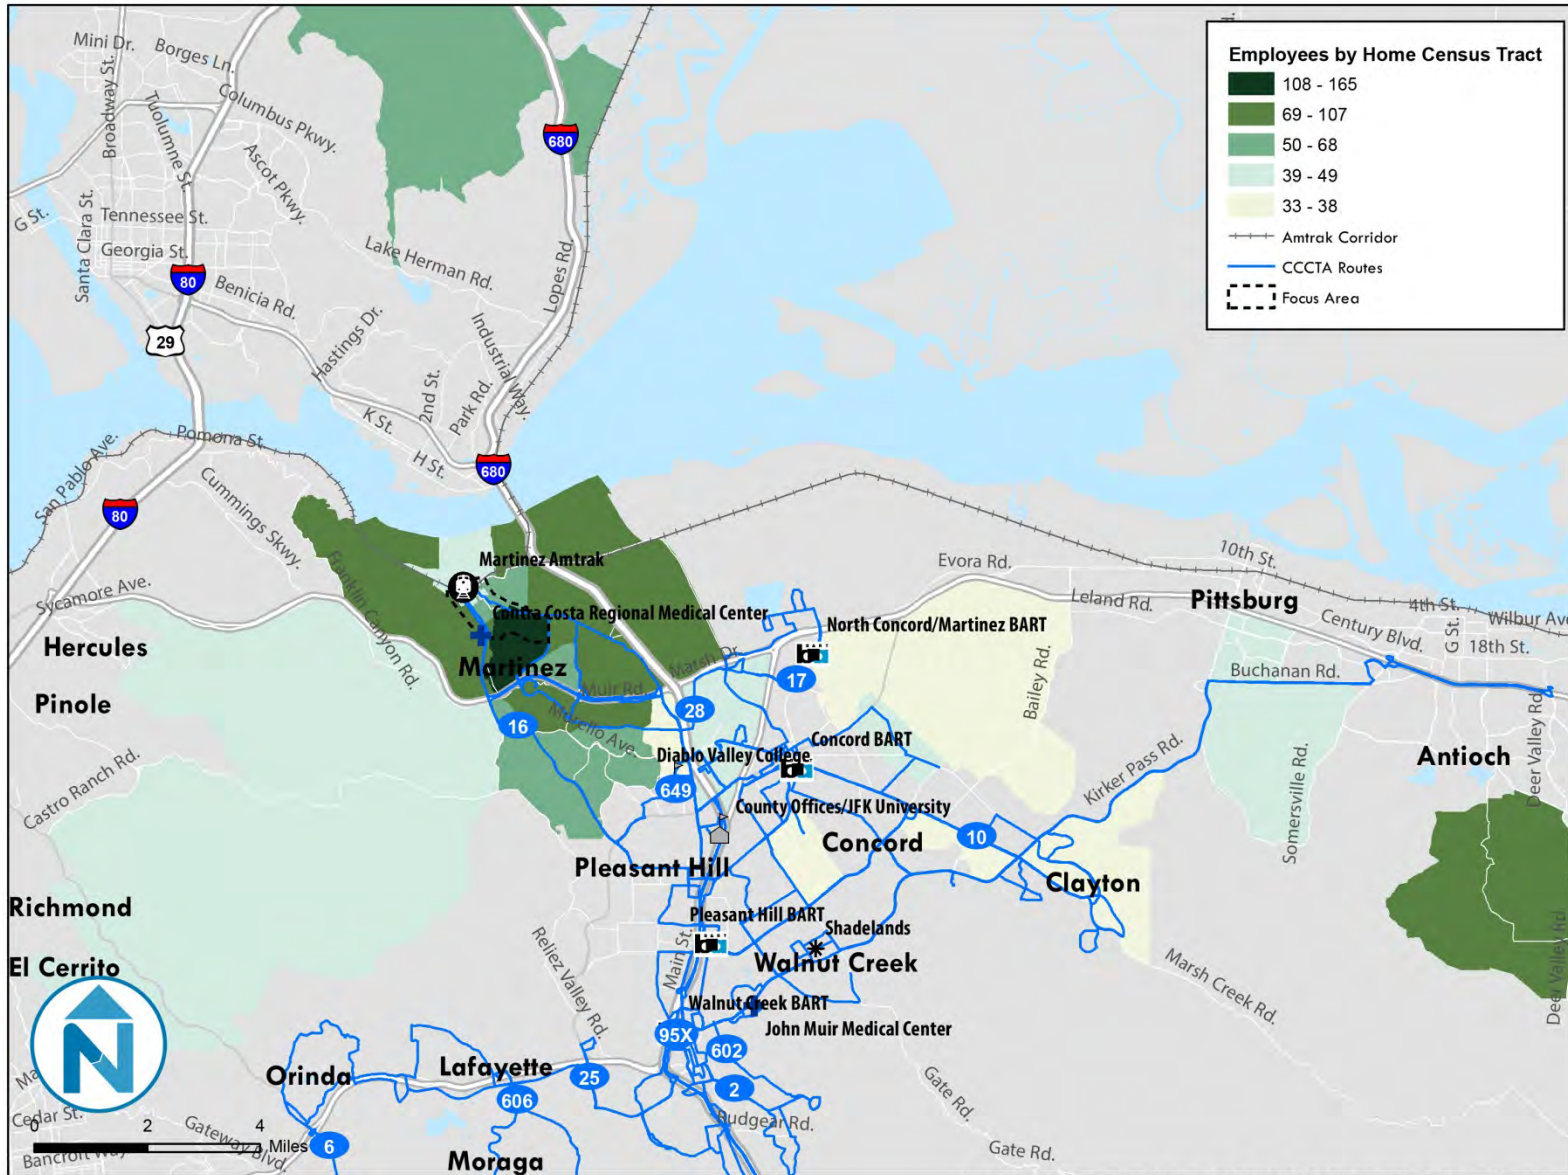 Employees by Home Census Tract
108 - 165
69 - 107
50 - 68
39 - 49
33 - 38
Amtrak Corridor
CCCTA Routes
Focus Area
Mini Dr.
Borges Ln.
Broadway St.
Tuolumne St.
Columbus Pkwy.
Ascot Pkwy.
G St.
Santa Clara St.
Tennessee St.
Georgia St.
Lake Herman Rd.
680
80
Benicia Rd.
Lopes Rd.
29
Hastings Dr.
Industrial Way.
2nd St.
Park Rd.
K St.
H St.
680
Pomona St.
San Pablo Ave.
Cummings Skwy.
80
Franklin Canyon Rd.
Sycamore Ave.
Martinez Amtrak
Evora Rd.
10th St.
Leland Rd.
Pittsburg
4th St.
Wilbur Ave
Century Blvd.
G St.
18th St.
Contra Costa Regional Medical Center
North Concord/Martinez BART
Hercules
Martinez
Marsh Dr.
Muir Rd.
17
Buchanan Rd.
Bailey Rd.
Pinole
28
16
Morello Ave.
Deer Valley Rd.
Concord BART
Diablo Valley College
Antioch
Kirker Pass Rd.
Castro Ranch Rd.
649
Somersville Rd.
County Offices/JFK University
Concord
10
Pleasant Hill
Clayton
Richmond
Pleasant Hill BART
Shadelands
Reliez Valley Rd.
Main St.
El Cerrito
Walnut Creek
Marsh Creek Rd.
Deer Valley Rd.
Walnut Creek BART
John Muir Medical Center
N
95X
602
Orinda
Lafayette
25
2
606
Rudgear Rd.
Gate Rd.
Cedar St.
0 2 4 Miles
Gateway Blvd.
6
Gate Rd.
Moraga